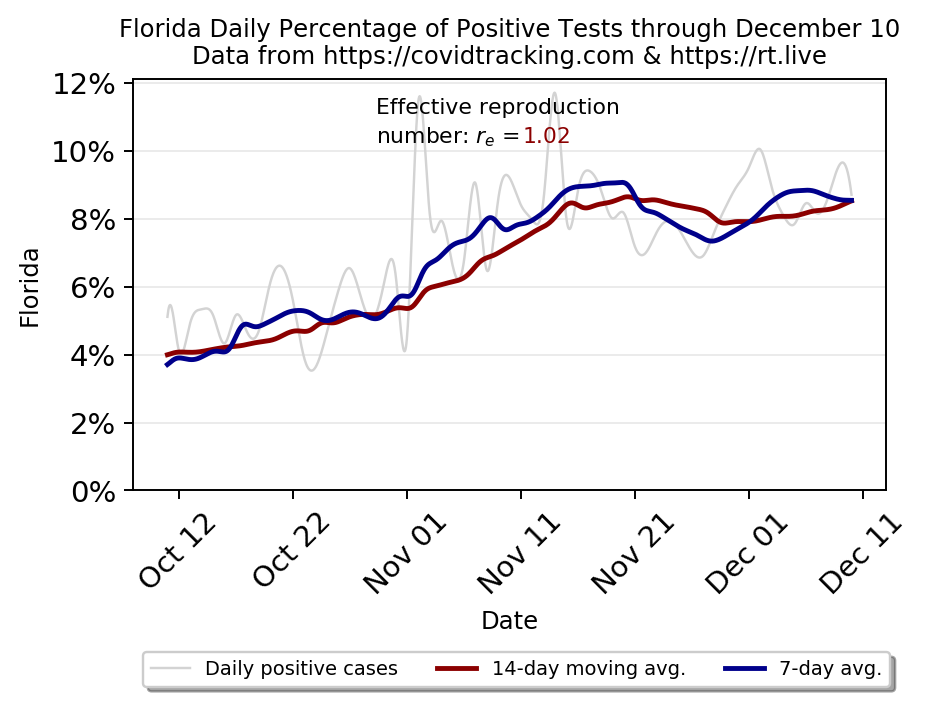 Florida Daily Percentage of Positive Tests through December 10
Data from https://covidtracking.com & https://rt.live
12%
10%
8%
6%
4%
2%
0%
Florida
Effective reproduction
number: rₑ =1.02
Oct 12
Oct 22
Nov 01
Nov 11
Nov 21
Dec 01
Dec 11
Date
Daily positive cases
14-day moving avg.
7-day avg.